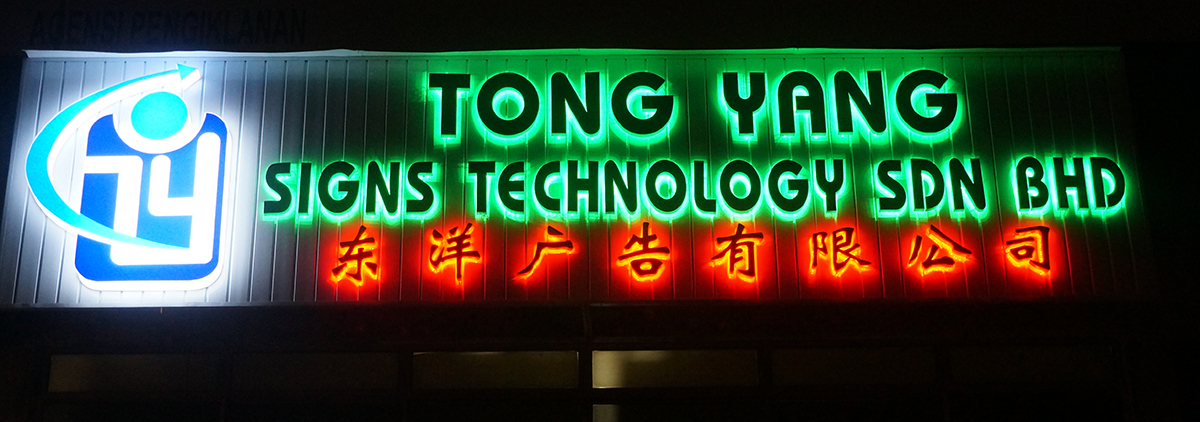 AGENSI PENGIKLANAN
TONG YANG
SIGNS TECHNOLOGY SDN BHD
东洋广告有限公司